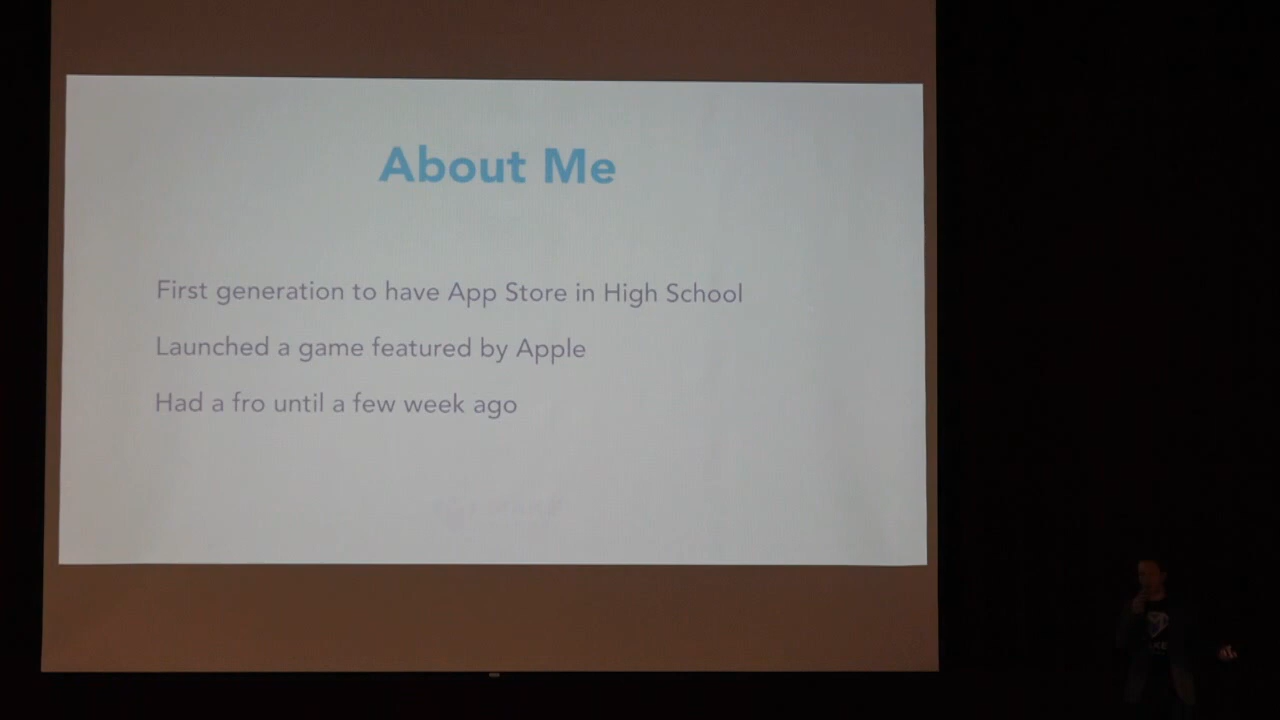 About Me
First generation to have App Store in High School
Launched a game featured by Apple
Had a fro until a few week ago